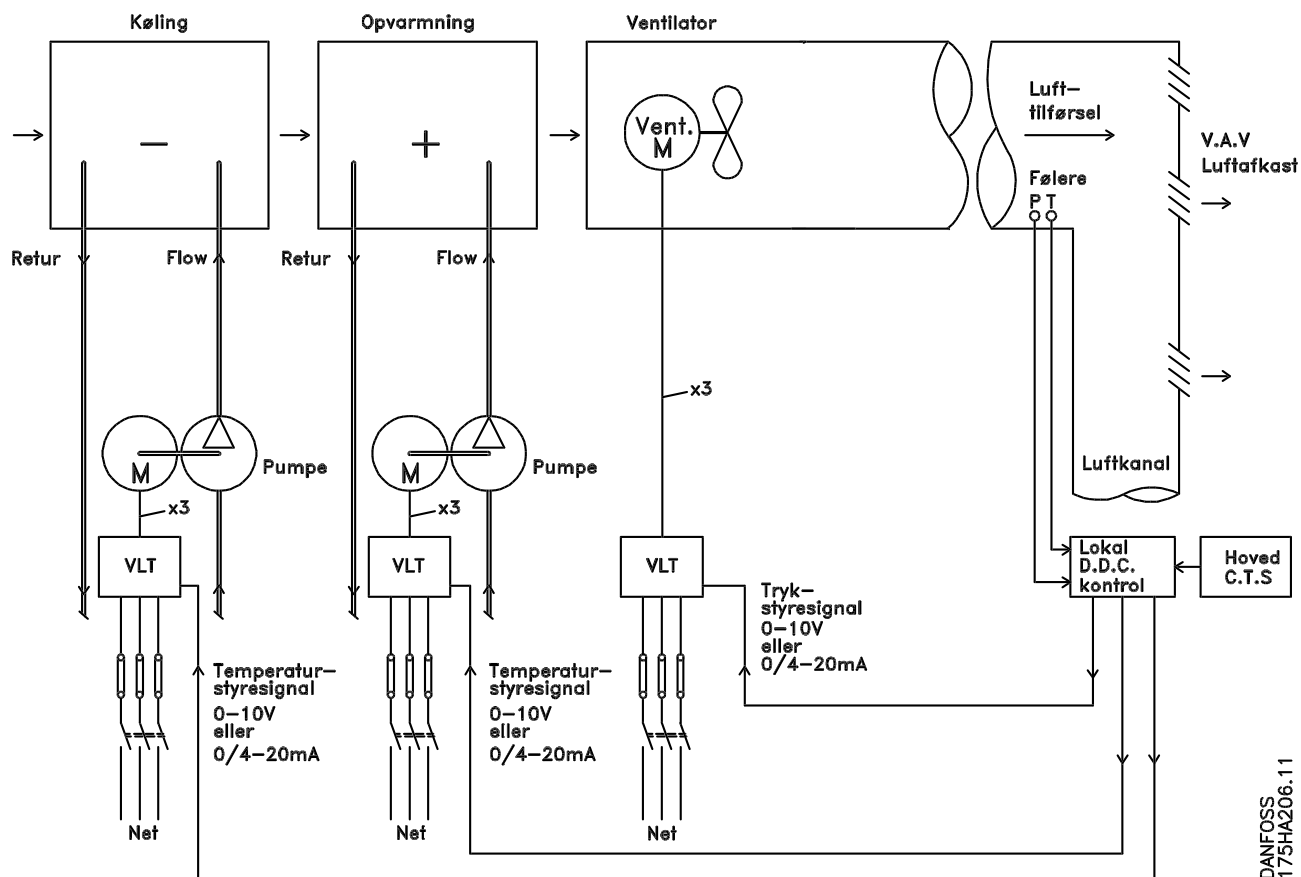 Køling
Opvarmning
Ventilator
−
+
Vent.
M
Luft−
tilførsel
V.A.V
Luftafkast
Følere
P T
Retur
Flow
Retur
Flow
x3
M
Pumpe
M
Pumpe
Luftkanal
x3
x3
VLT
VLT
VLT
Lokal
D.D.C.
kontrol
Hoved
C.T.S
Tryk−
styresignal
0−10V
eller
0/4−20mA
Temperatur−
styresignal
0−10V
eller
0/4−20mA
Temperatur−
styresignal
0−10V
eller
0/4−20mA
Net
Net
Net
DANFOSS
175HA206.11